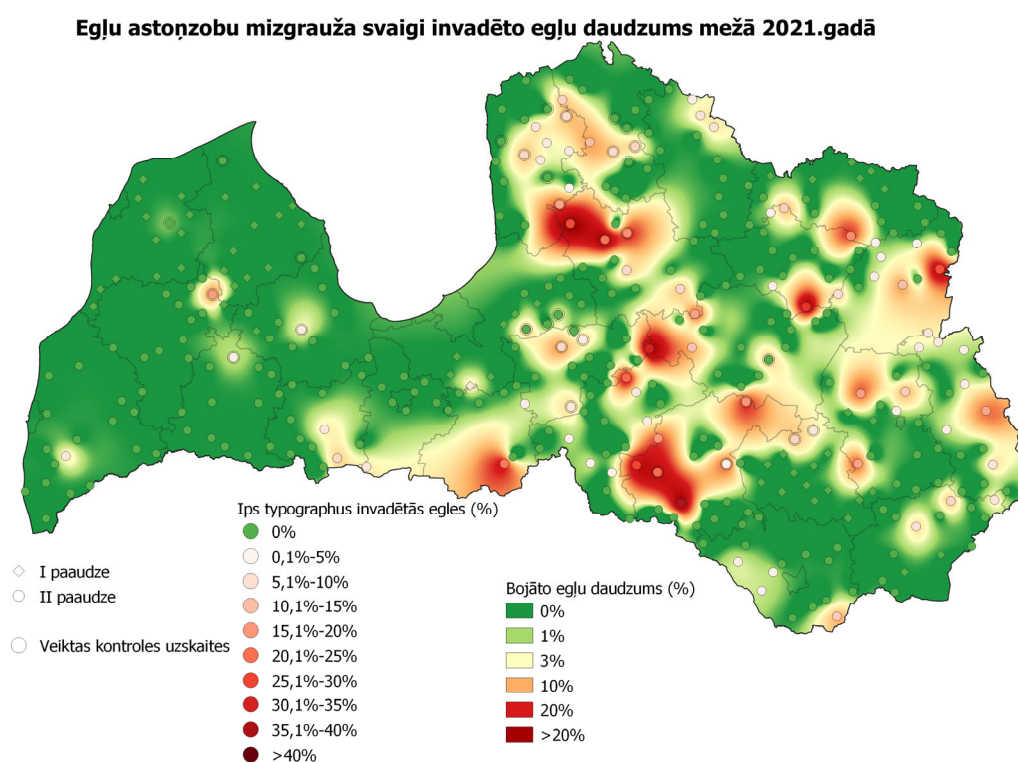 Egļu astoņzobu mizgrauža svaigi invadēto egļu daudzums mežā 2021.gadā
I paaudze
II paaudze
Veiktas kontroles uzskaites
Ips typographus invadētās egles (%)
0%
0,1%-5%
5,1%-10%
10,1%-15%
15,1%-20%
20,1%-25%
25,1%-30%
30,1%-35%
35,1%-40%
>40%
Bojāto egļu daudzums (%)
0%
1%
3%
10%
20%
>20%